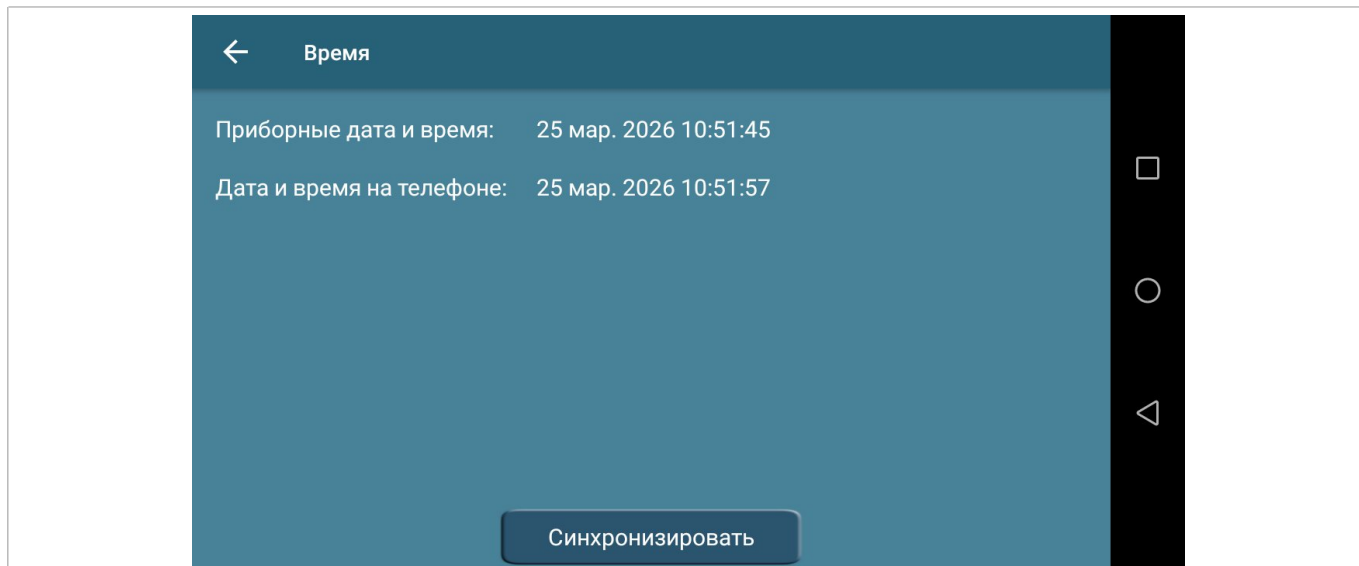 Время
Приборные дата и время: 25 мар. 2026 10:51:45
Дата и время на телефоне: 25 мар. 2026 10:51:57
Синхронизировать